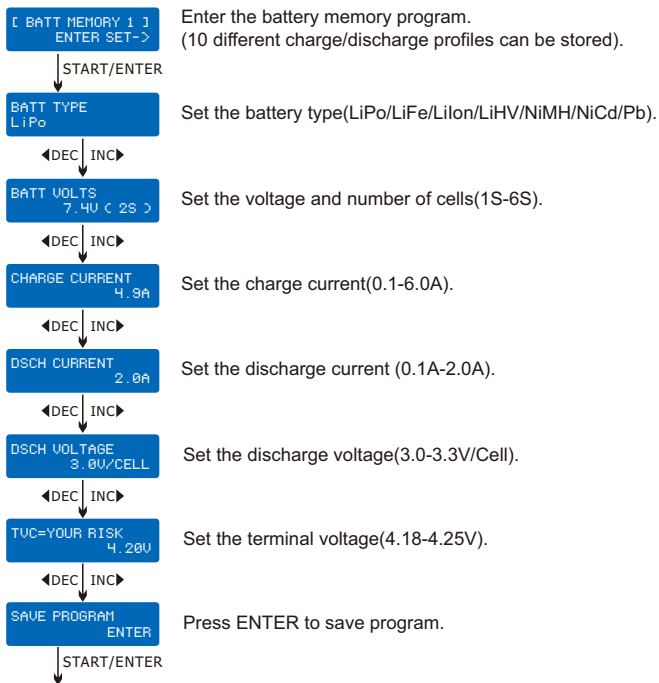 [ BATT MEMORY 1 ]
ENTER SET->
Enter the battery memory program.
(10 different charge/discharge profiles can be stored).
START/ENTER
BATT TYPE
LiPo
Set the battery type(LiPo/LiFe/LiIon/LiHV/NiMH/NiCd/Pb).
◀DEC INC▶
BATT VOLTS
7.4V ( 2S )
Set the voltage and number of cells(1S-6S).
◀DEC INC▶
CHARGE CURRENT
4.9A
Set the charge current(0.1-6.0A).
◀DEC INC▶
DSCH CURRENT
2.0A
Set the discharge current (0.1A-2.0A).
◀DEC INC▶
DSCH VOLTAGE
3.0V/CELL
Set the discharge voltage(3.0-3.3V/Cell).
◀DEC INC▶
TVC=YOUR RISK
4.20V
Set the terminal voltage(4.18-4.25V).
◀DEC INC▶
SAVE PROGRAM
ENTER
Press ENTER to save program.
START/ENTER